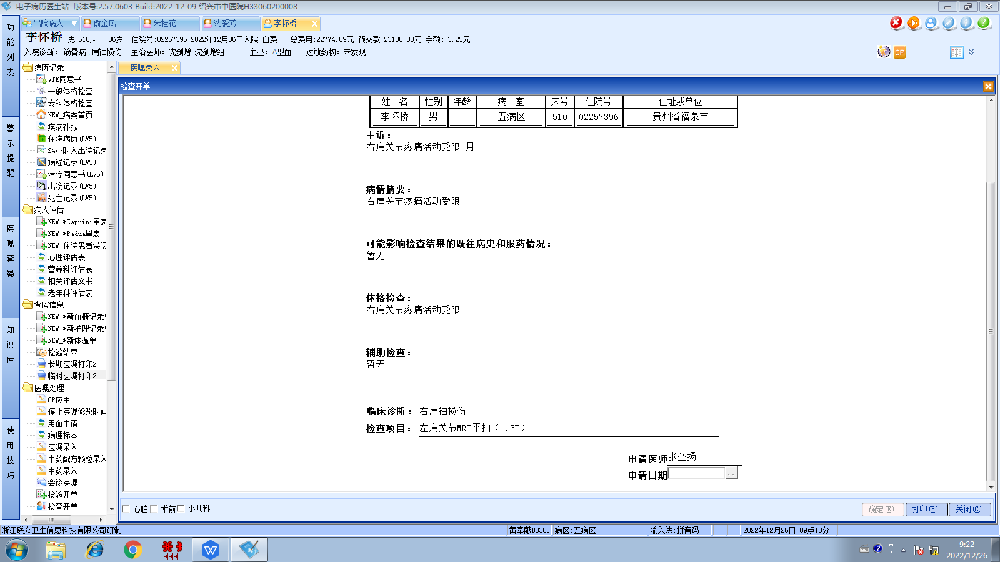 电子病历医生站 版本号:2.57.0603 Build:2022-12-09 绍兴市中医院H33060200008
出院病人
俞金凤
朱桂花
沈爱芳
李怀桥
李怀桥 男 510床 36岁 住院号:02257396 2022年12月06日入院 自费 总费用:22774.09元 预交款:23100.00元 余额: 3.25元
入院诊断: 筋骨病,肩袖损伤 主治医师: 沈剑增 沈剑增组 血型: A型血 过敏药物: 未发现
CP
功能列表
警示提醒
医嘱套餐
知识库
使用技巧
病历记录
VTE同意书
一般体格检查
专科体格检查
NEW_病案首页
疾病补报
住院病历(LV5)
24小时入出院记录
病程记录(LV5)
治疗同意书(LV5)
出院记录(LV5)
死亡记录(LV5)
病人评估
NEW_*Caprini量表
NEW_*Padua量表
NEW_住院患者误吸
心理评估表
营养科评估表
相关评估文书
老年科评估表
查房信息
NEW_*新血糖记录单
NEW_*新护理记录单
NEW_*新体温单
检验结果
长期医嘱打印2
临时医嘱打印2
医嘱处理
CP应用
停止医嘱修改时间
用血申请
病理标本
医嘱录入
中药配方颗粒录入
中药录入
会诊医嘱
检验开单
检查开单
医嘱录入
检查开单
姓 名 性别 年龄 病 室 床号 住院号 住址或单位
李怀桥 男 五病区 510 02257396 贵州省福泉市
主诉:
右肩关节疼痛活动受限1月
病情摘要:
右肩关节疼痛活动受限
可能影响检查结果的既往病史和服药情况:
暂无
体格检查:
右肩关节疼痛活动受限
辅助检查:
暂无
临床诊断: 右肩袖损伤
检查项目: 左肩关节MRI平扫(1.5T)
申请医师张圣扬
申请日期 ..
心脏 术前 小儿科
确定(E) 打印(P) 关闭(C)
浙江联众卫生信息科技有限公司研制 黄奉献D3306 病区:五病区 输入法:拼音码 2022年12月26日 09点18分
9:22
2022/12/26